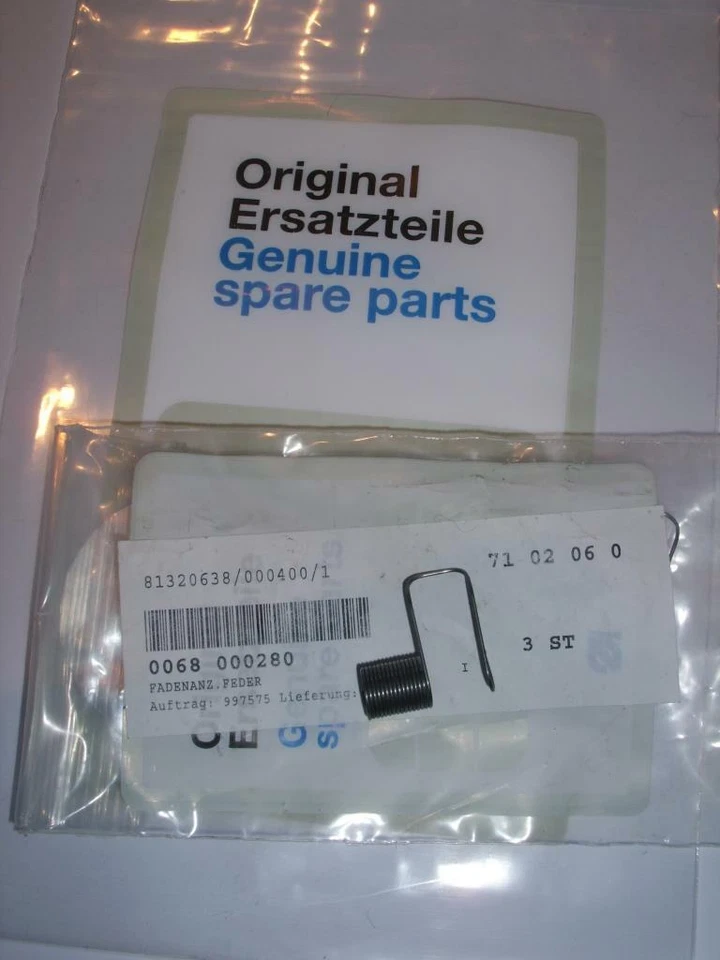 Original
Ersatzteile
Genuine
spare parts
81320638/000400/1
71 02 06 0
0068 000280
3 ST
I
FADENANZ.FEDER
Auftrag: 997575 Lieferung: